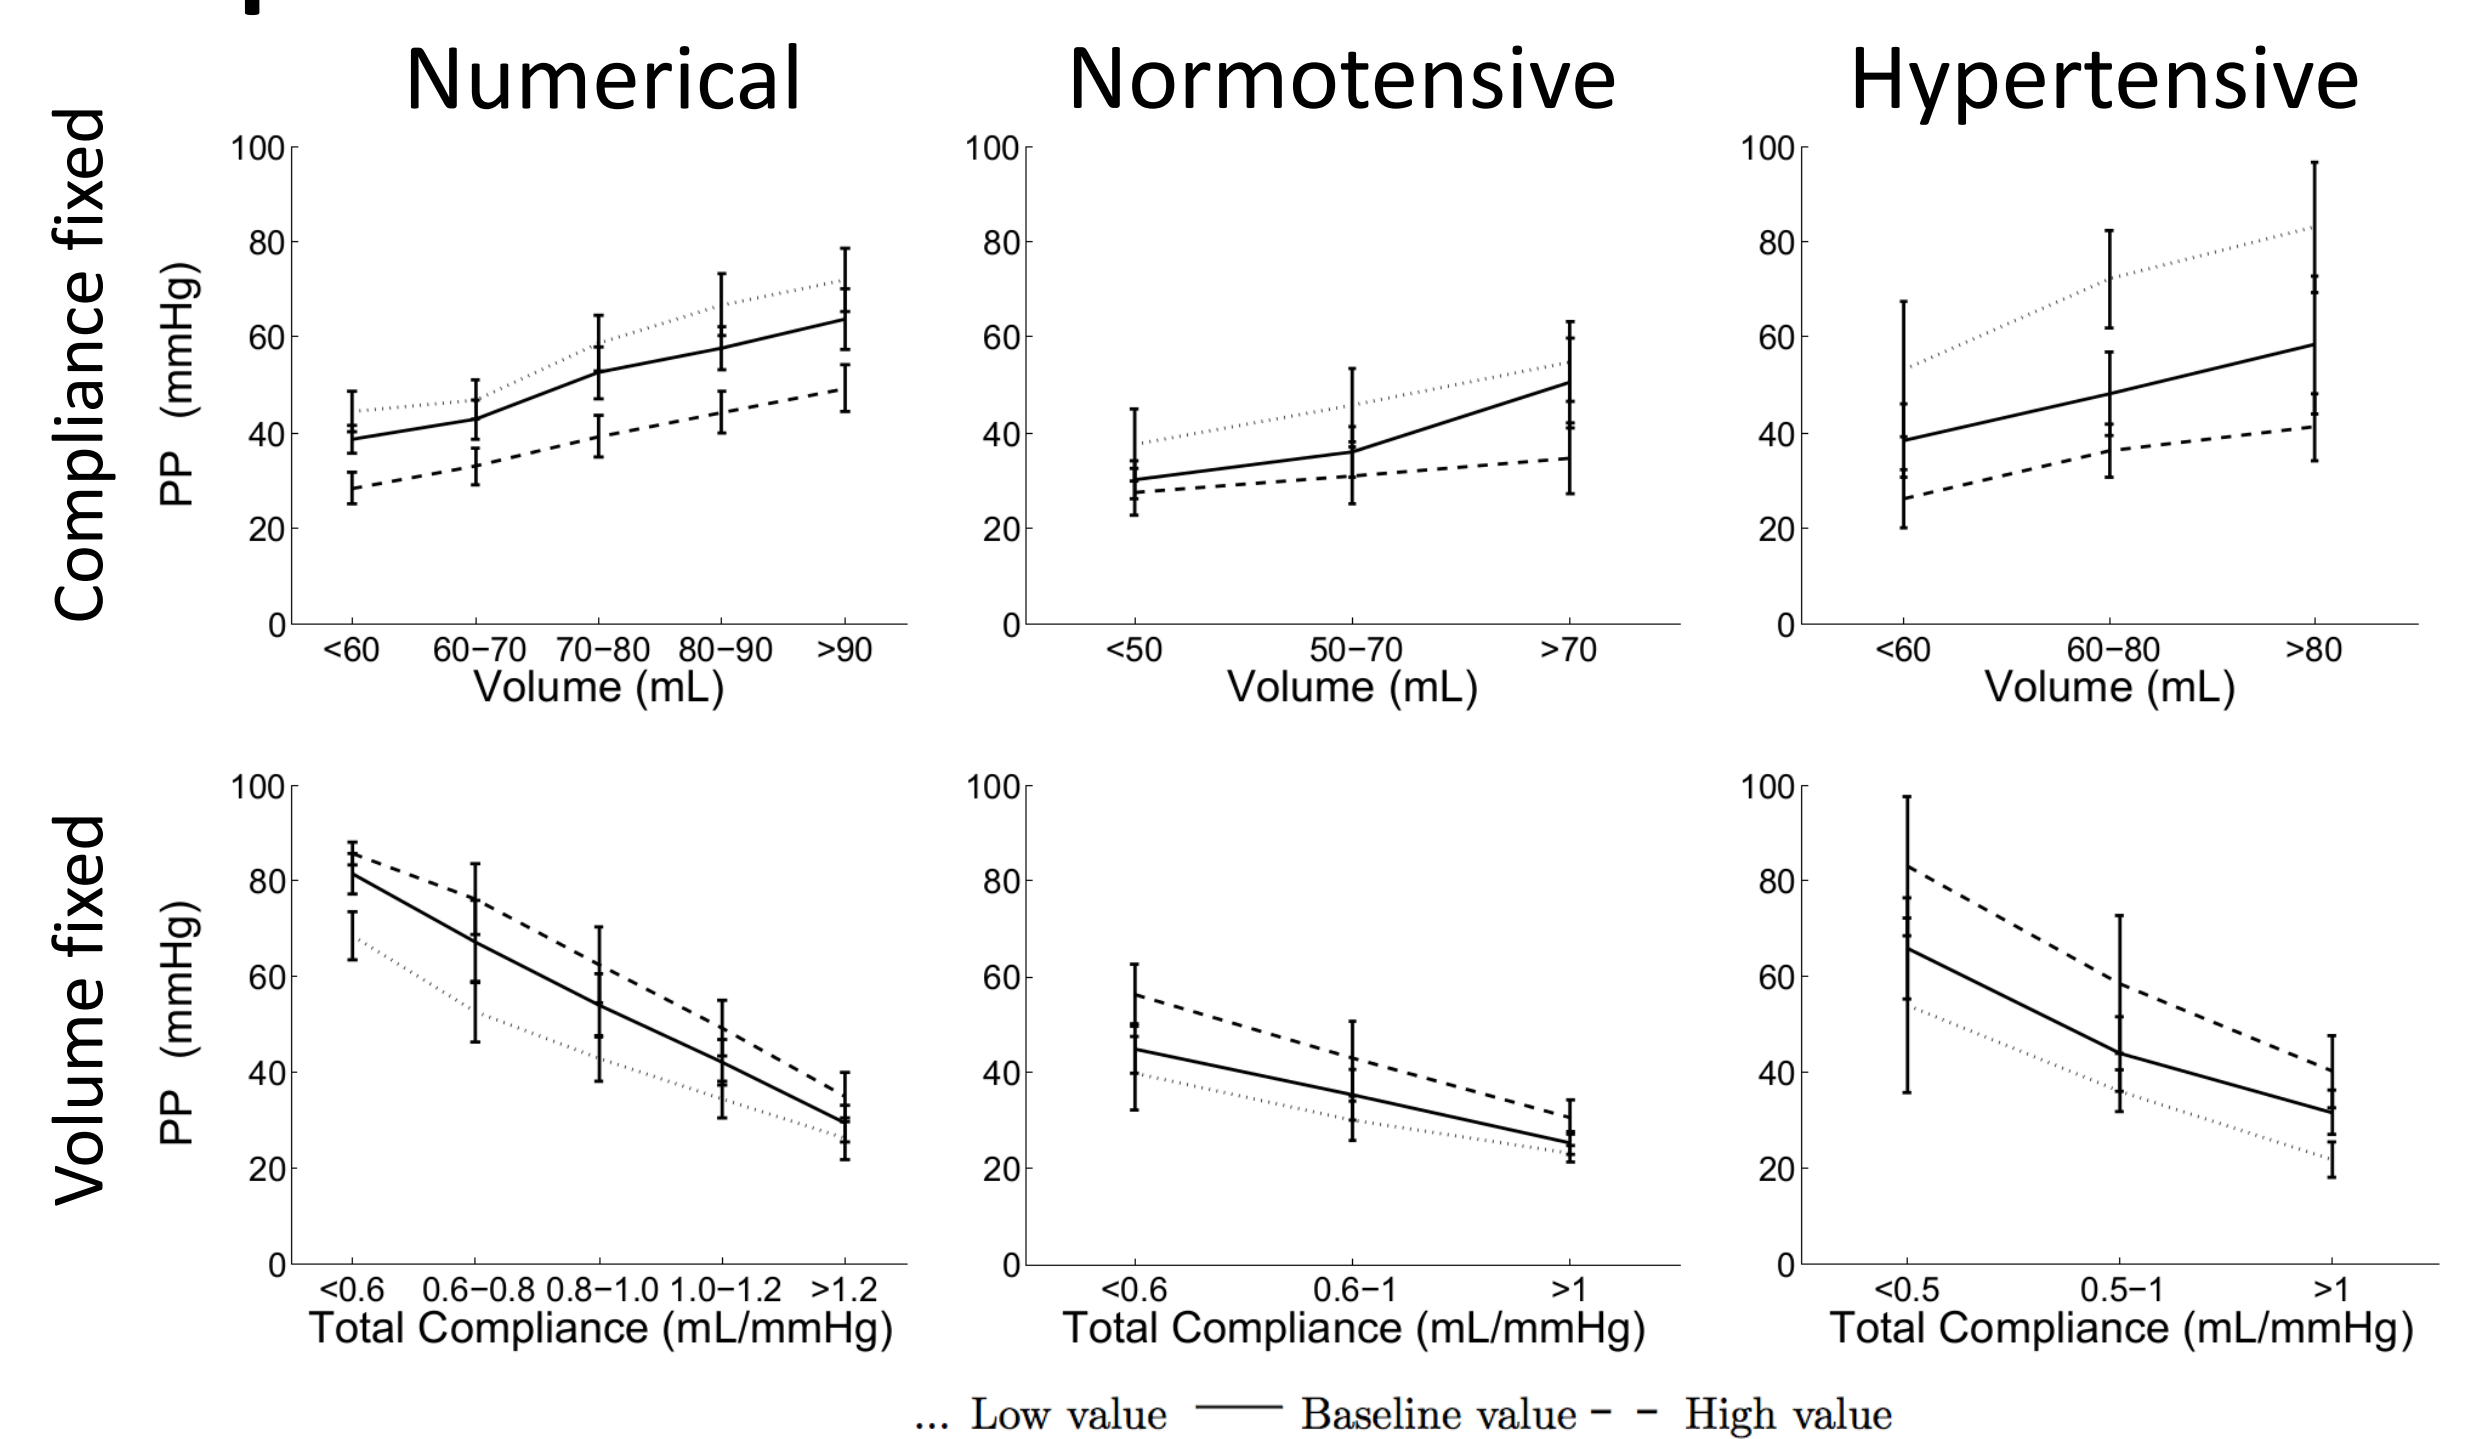 Numerical Normotensive Hypertensive
Compliance fixed
PP (mmHg)
100 80 60 40 20 0
<60 60−70 70−80 80−90 >90
Volume (mL)
100 80 60 40 20 0
<50 50−70 >70
Volume (mL)
100 80 60 40 20 0
<60 60−80 >80
Volume (mL)
Volume fixed
PP (mmHg)
100 80 60 40 20 0
<0.6 0.6−0.8 0.8−1.0 1.0−1.2 >1.2
Total Compliance (mL/mmHg)
100 80 60 40 20 0
<0.6 0.6−1 >1
Total Compliance (mL/mmHg)
100 80 60 40 20 0
<0.5 0.5−1 >1
Total Compliance (mL/mmHg)
... Low value Baseline value High value